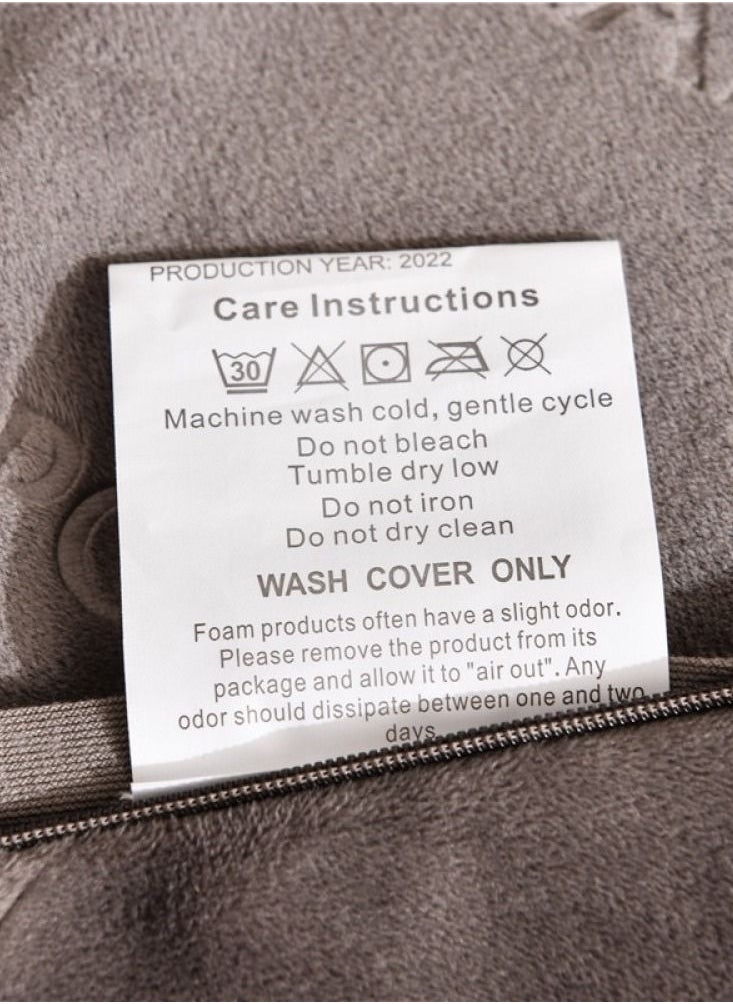 PRODUCTION YEAR: 2022
Care Instructions
30
Machine wash cold, gentle cycle
Do not bleach
Tumble dry low
Do not iron
Do not dry clean
WASH COVER ONLY
Foam products often have a slight odor.
Please remove the product from its
package and allow it to "air out". Any
odor should dissipate between one and two
days